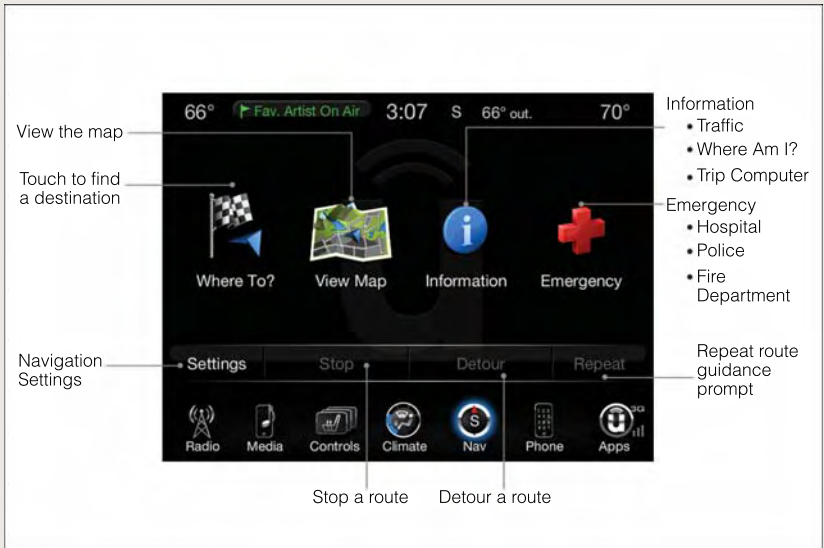 66° Fav. Artist On Air 3:07 S 66° out. 70°
View the map
Touch to find
a destination
Information
• Traffic
• Where Am I?
• Trip Computer
Emergency
• Hospital
• Police
• Fire
Department
i
Where To? View Map Information Emergency
Navigation
Settings
Settings Stop Detour Repeat
Repeat route
guidance
prompt
S
3G
Radio Media Controls Climate Nav Phone Apps
Stop a route Detour a route